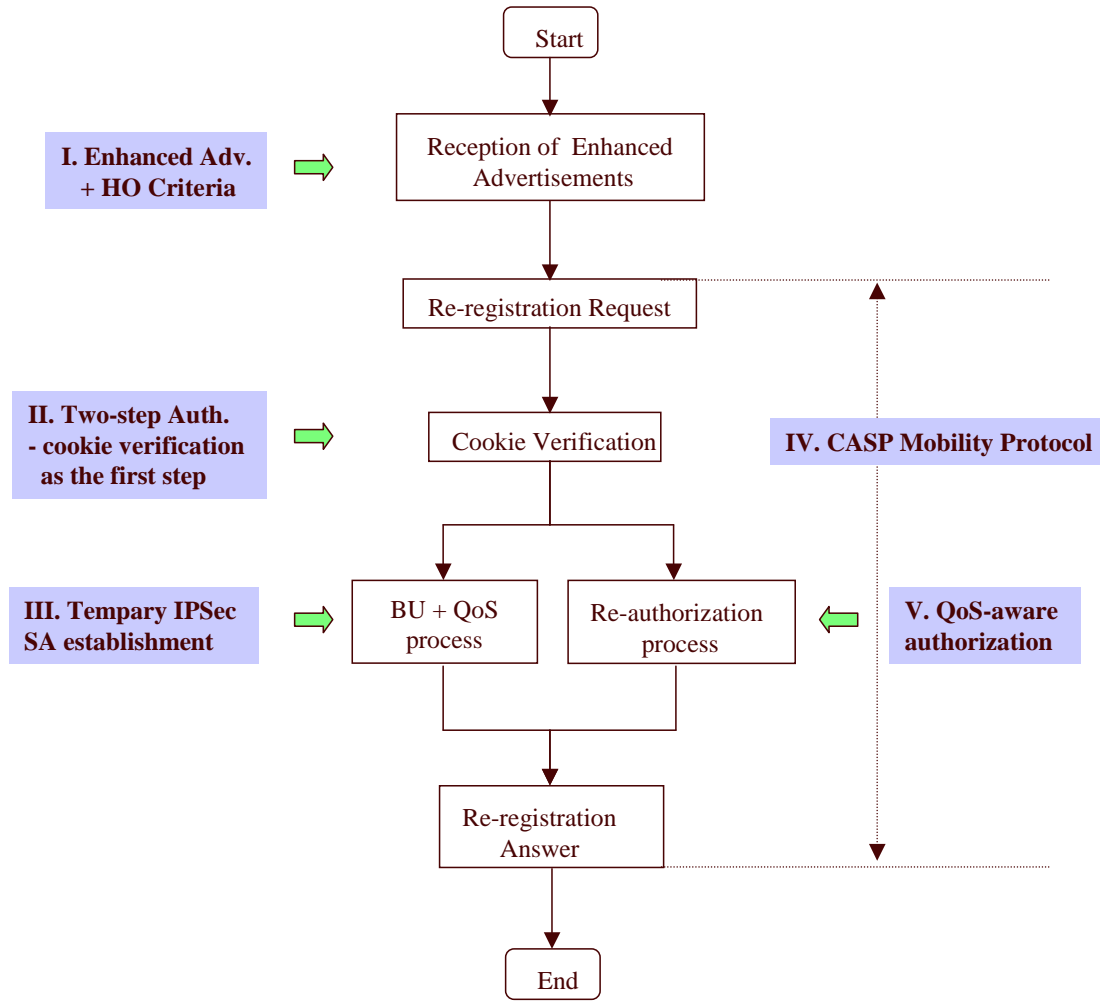 Start
I. Enhanced Adv.
+ HO Criteria
Reception of Enhanced
Advertisements
Re-registration Request
II. Two-step Auth.
- cookie verification
as the first step
Cookie Verification
IV. CASP Mobility Protocol
III. Tempary IPSec
SA establishment
BU + QoS
process
Re-authorization
process
V. QoS-aware
authorization
Re-registration
Answer
End